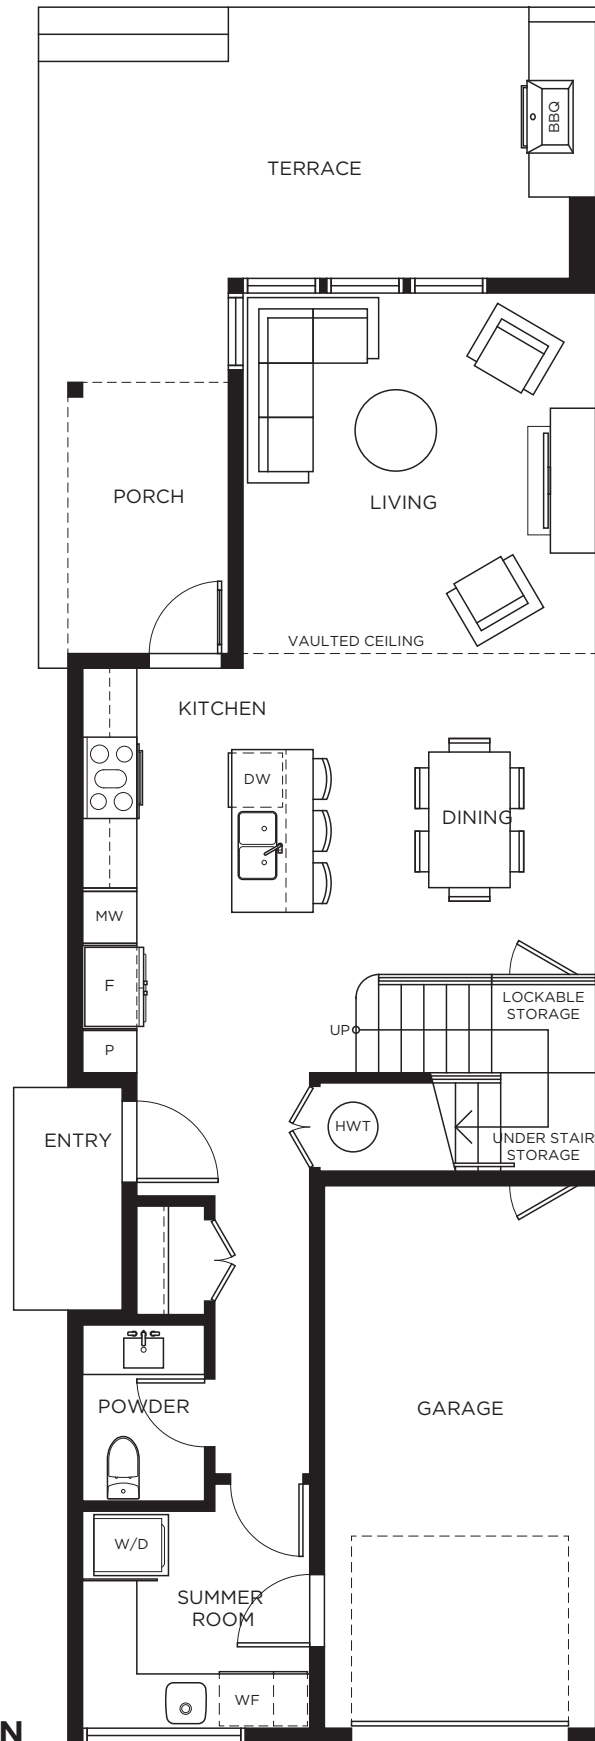 BBQ
TERRACE
PORCH
LIVING
VAULTED CEILING
KITCHEN
DW
DINING
MW
F
LOCKABLE
STORAGE
UP
P
HWT
ENTRY
UNDER STAIR
STORAGE
POWDER
GARAGE
W/D
SUMMER
ROOM
WF
N